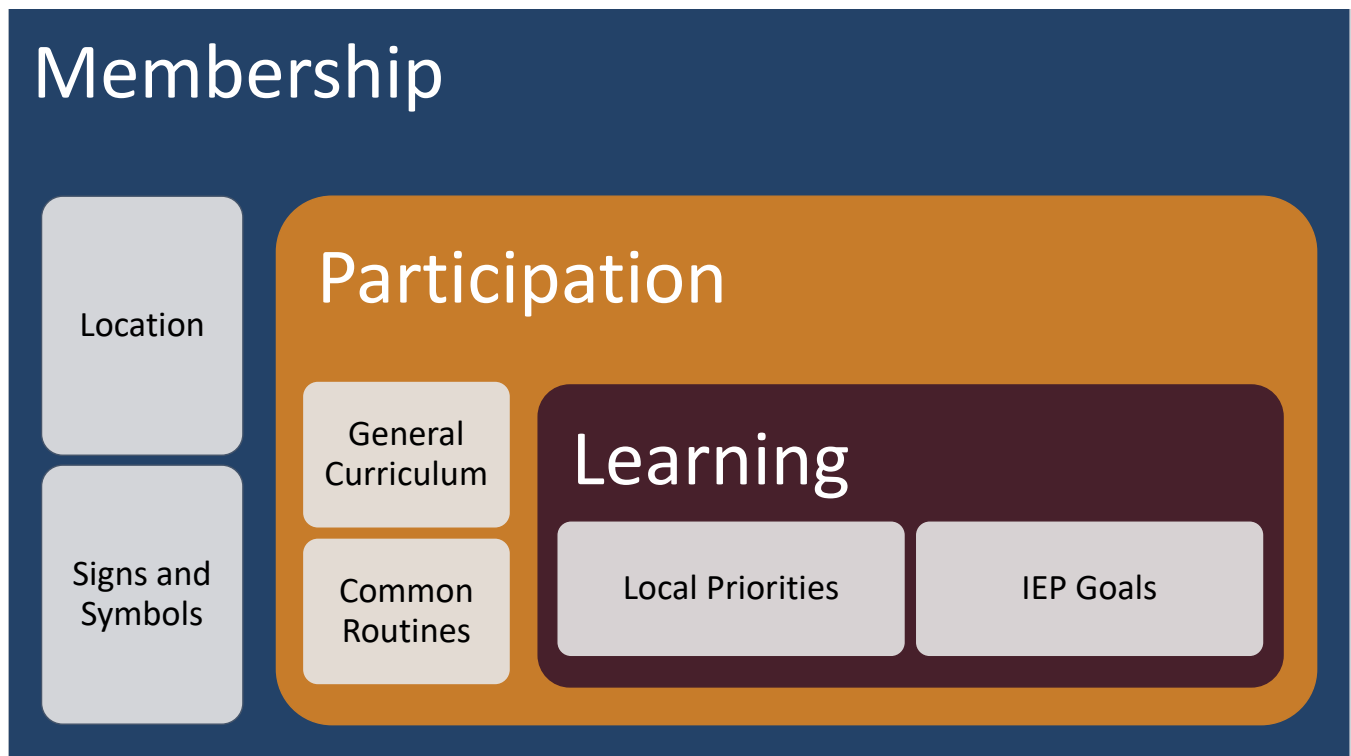 Membership
Location
Signs and
Symbols
Participation
General
Curriculum
Common
Routines
Learning
Local Priorities
IEP Goals